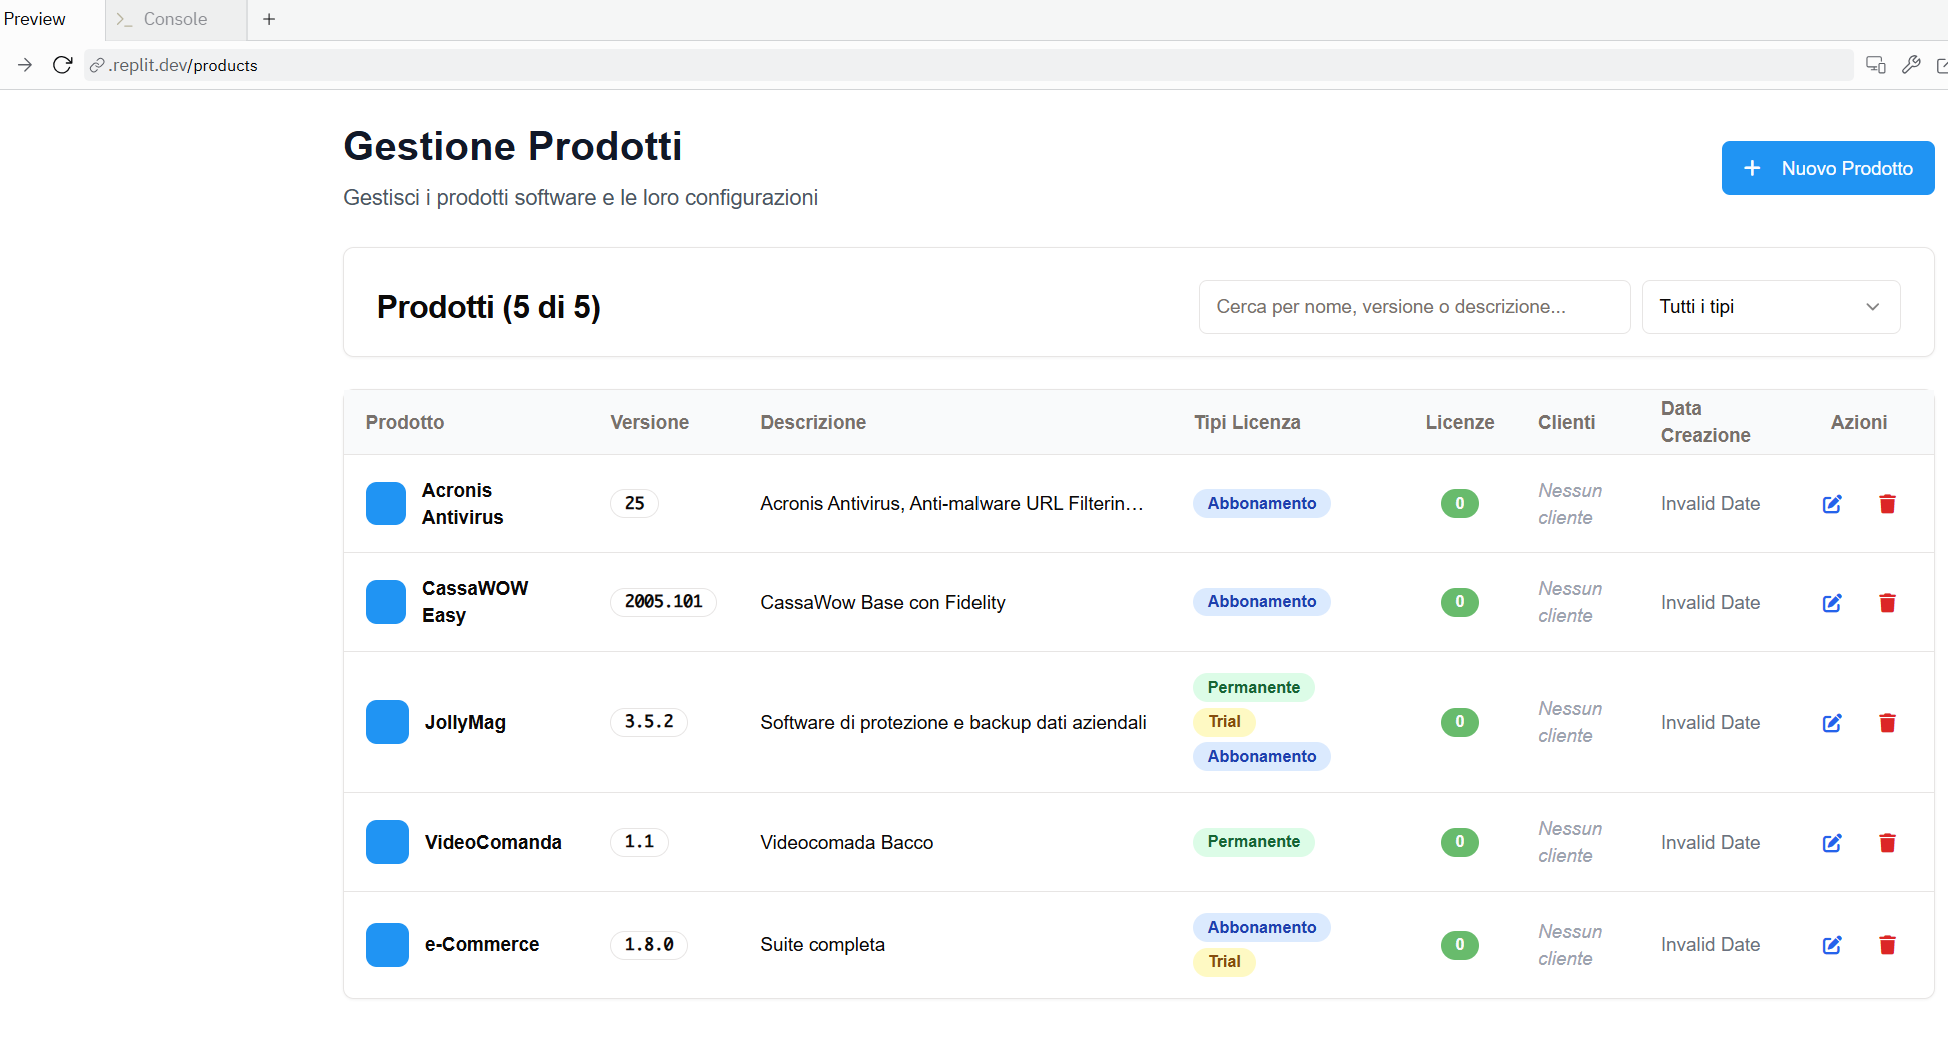 Preview
Console
.replit.dev/products
Gestione Prodotti
Gestisci i prodotti software e le loro configurazioni
Nuovo Prodotto
Prodotti (5 di 5)
Cerca per nome, versione o descrizione...
Tutti i tipi
Prodotto Versione Descrizione Tipi Licenza Licenze Clienti Data Creazione Azioni
Acronis Antivirus 25 Acronis Antivirus, Anti-malware URL Filterin... Abbonamento 0 Nessun cliente Invalid Date
CassaWOW Easy 2005.101 CassaWow Base con Fidelity Abbonamento 0 Nessun cliente Invalid Date
JollyMag 3.5.2 Software di protezione e backup dati aziendali Permanente Trial Abbonamento 0 Nessun cliente Invalid Date
VideoComanda 1.1 Videocomada Bacco Permanente 0 Nessun cliente Invalid Date
e-Commerce 1.8.0 Suite completa Abbonamento Trial 0 Nessun cliente Invalid Date